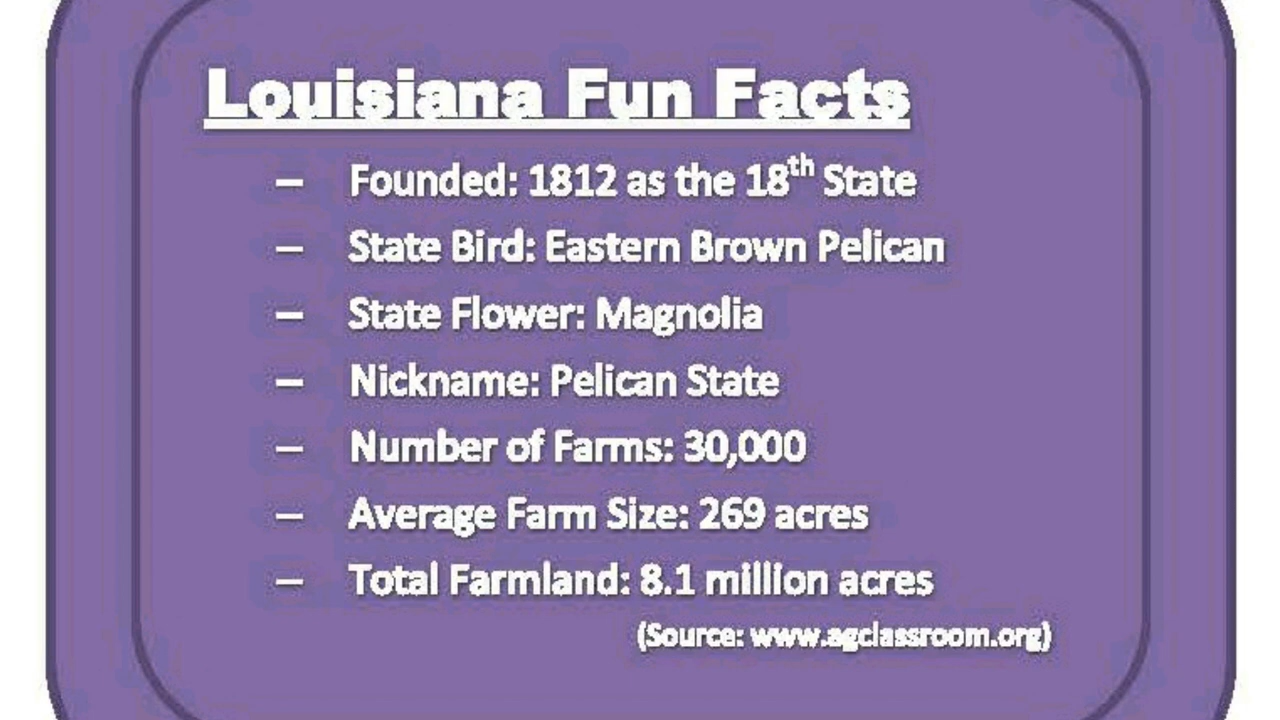 Louisiana Fun Facts
– Founded: 1812 as the 18th State
– State Bird: Eastern Brown Pelican
– State Flower: Magnolia
– Nickname: Pelican State
– Number of Farms: 30,000
– Average Farm Size: 269 acres
– Total Farmland: 8.1 million acres
(Source: www.agclassroom.org)